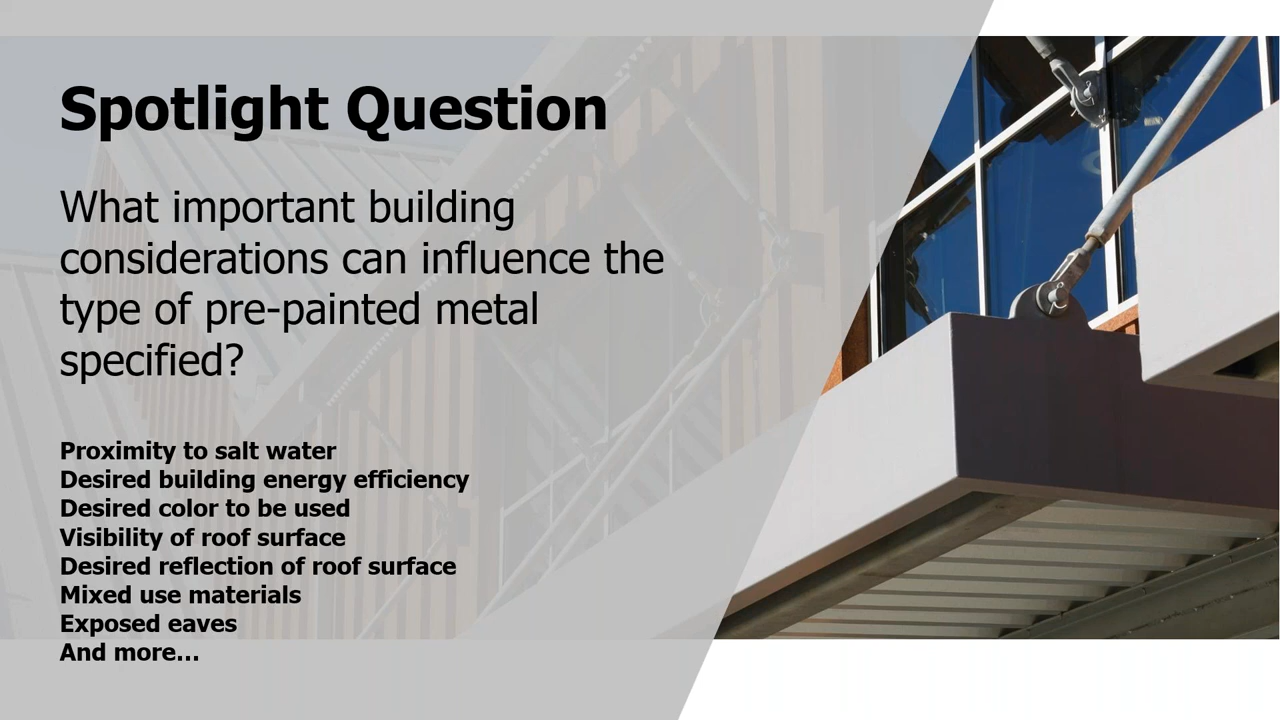 Spotlight Question
What important building
considerations can influence the
type of pre-painted metal
specified?
Proximity to salt water
Desired building energy efficiency
Desired color to be used
Visibility of roof surface
Desired reflection of roof surface
Mixed use materials
Exposed eaves
And more...